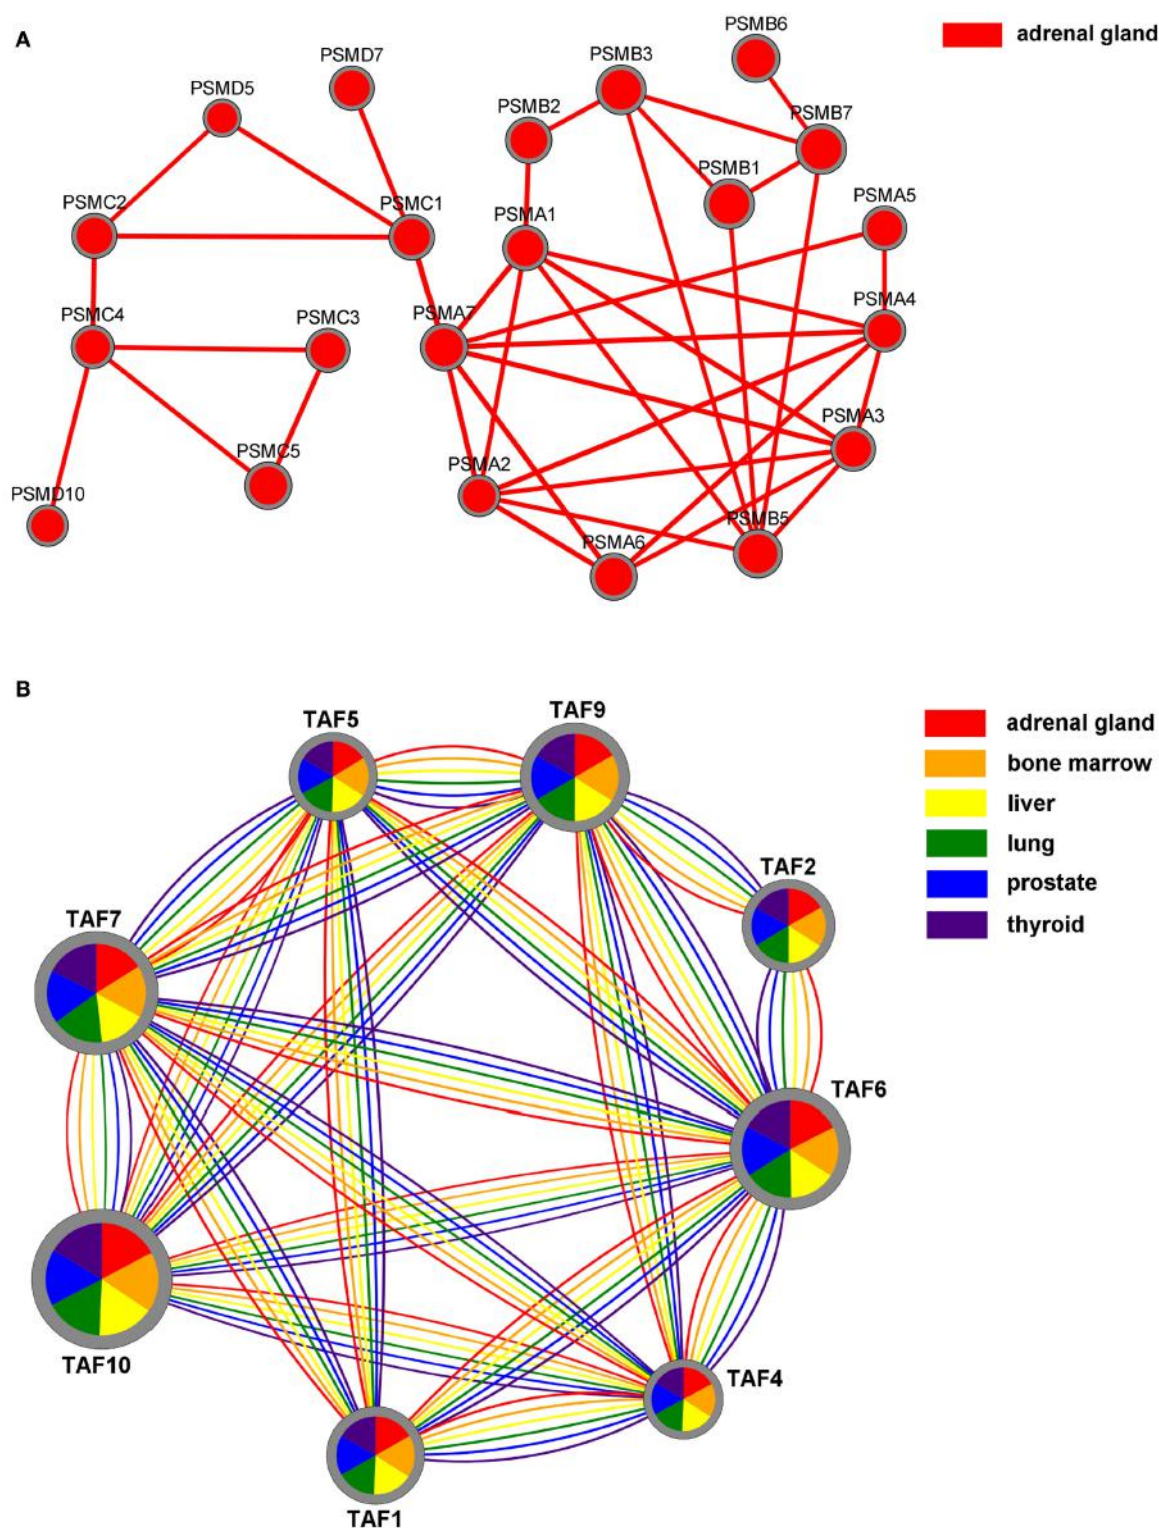 A
adrenal gland
PSMB6
PSMD7
PSMB3
PSMD5
PSMB2
PSMB7
PSMB1
PSMA5
PSMC2
PSMC1
PSMA1
PSMA4
PSMC4
PSMC3
PSMA7
PSMA3
PSMC5
PSMA2
PSMD10
PSMB5
PSMA6
B
TAF5
TAF9
adrenal gland
bone marrow
liver
lung
prostate
thyroid
TAF2
TAF7
TAF6
TAF10
TAF4
TAF1